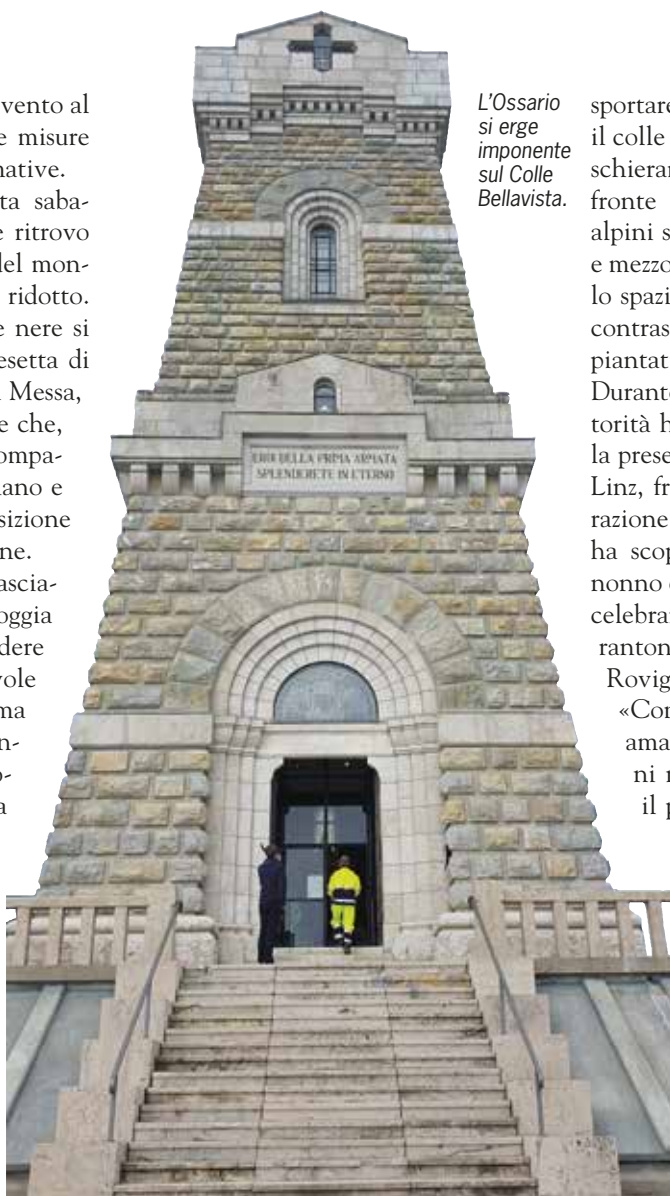 vento al
e misure
native.
ta saba-
e ritrovo
del mon-
ridotto.
e nere si
esetta di
Messa,
e che,
ompa-
ano e
sizione
ne.
ascia-
oggia
dere
vole
ma
n-
o-
a
L'Ossario
si erge
imponente
sul Colle
Bellavista.
EROI DELLA PRIMA ARMATA
SPLENDERETE IN ETERNO
sportare
il colle
schieran
fronte
alpini s
e mezzo
lo spazi
contras
piantat
Durante
torità h
la prese
Linz, fr
razione
ha scop
nonno
celebra
ranton
Rovig
«Con
ama
ni
il p